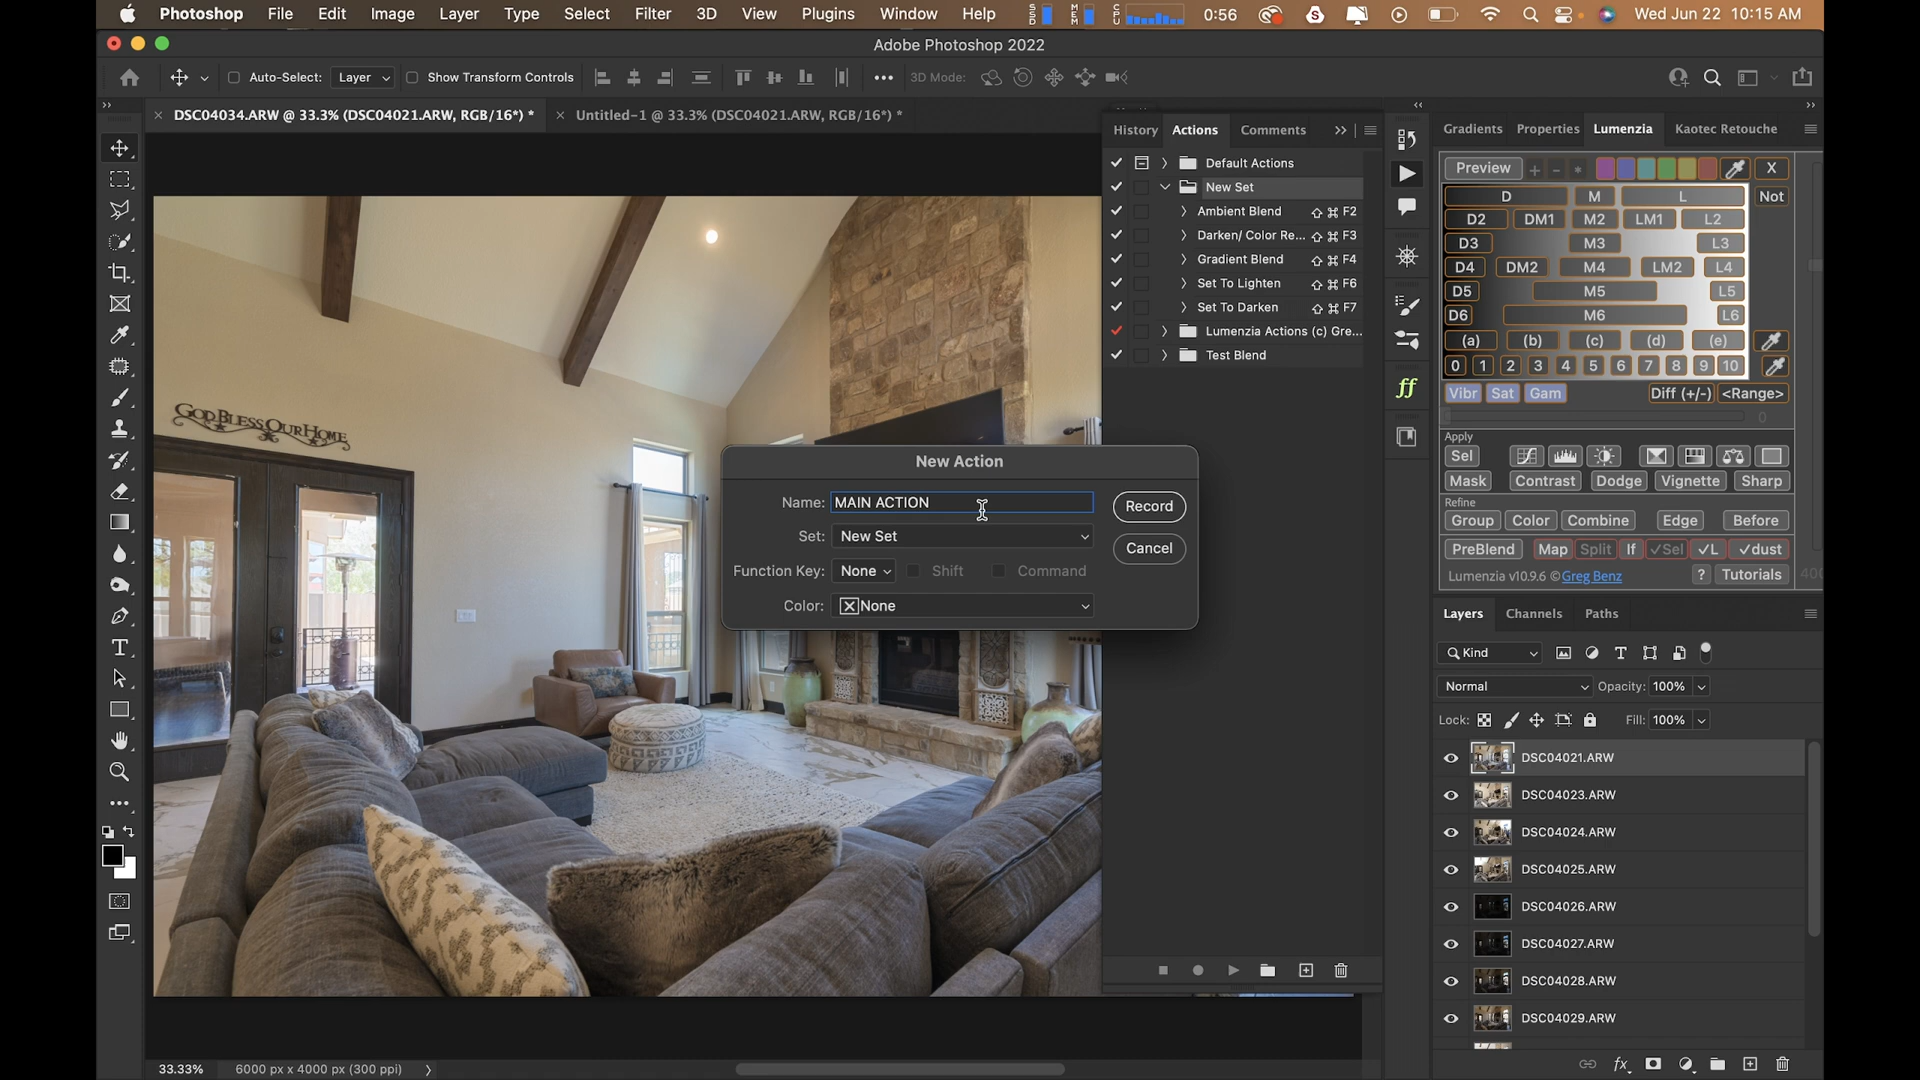 Photoshop File Edit Image Layer Type Select Filter 3D View Plugins Window Help 0:56 Wed Jun 22 10:15 AM
Adobe Photoshop 2022
Auto-Select: Layer Show Transform Controls 3D Mode:
DSC04034.ARW @ 33.3% (DSC04021.ARW, RGB/16*) * Untitled-1 @ 33.3% (DSC04021.ARW, RGB/16*) *
History Actions Comments
Default Actions
New Set
Ambient Blend F2
Darken/ Color Re... F3
Gradient Blend F4
Set To Lighten F6
Set To Darken F7
Lumenzia Actions (c) Gre...
Test Blend
GOD BLESS OUR HOME
New Action
Name: MAIN ACTION
Record
Set: New Set
Cancel
Function Key: None Shift Command
Color: None
Gradients Properties Lumenzia Kaotec Retouche
Preview + - * X
D M L Not
D2 DM1 M2 LM1 L2
D3 M3 L3
D4 DM2 M4 LM2 L4
D5 M5 L5
D6 M6 L6
(a) (b) (c) (d) (e)
0 1 2 3 4 5 6 7 8 9 10
Vibr Sat Gam Diff (+/-) <Range>
0
Apply
Sel
Mask Contrast Dodge Vignette Sharp
Refine
Group Color Combine Edge Before
PreBlend Map Split If ✓Sel ✓L ✓dust
Lumenzia v10.9.6 © Greg Benz ? Tutorials
Layers Channels Paths
Kind
Normal Opacity: 100%
Lock: Fill: 100%
DSC04021.ARW
DSC04023.ARW
DSC04024.ARW
DSC04025.ARW
DSC04026.ARW
DSC04027.ARW
DSC04028.ARW
DSC04029.ARW
fx
33.33% 6000 px x 4000 px (300 ppi)